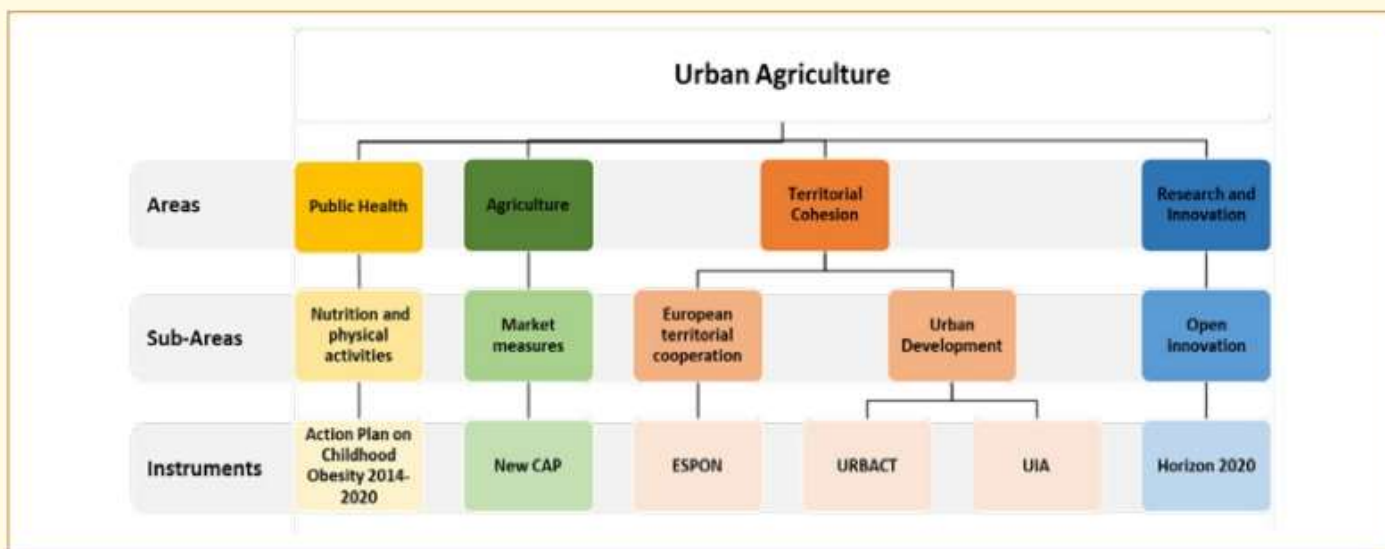 Urban Agriculture
Areas
Public Health
Agriculture
Territorial
Cohesion
Research and
Innovation
Sub-Areas
Nutrition and
physical
activities
Market
measures
European
territorial
cooperation
Urban
Development
Open
innovation
Instruments
Action Plan on
Childhood
Obesity 2014-
2020
New CAP
ESPON
URBACT
UIA
Horizon 2020